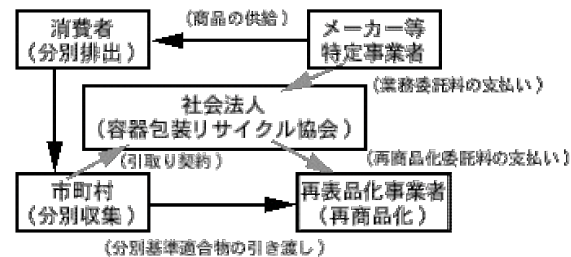 （商品の供給）
消費者
（分別排出）
メーカー等
特定事業者
（業務委託料の支払い）
社会法人
（容器包装リサイクル協会）
（引取り契約）
（再商品化委託料の支払い）
市町村
（分別収集）
再表品化事業者
（再商品化）
（分別基準適合物の引き渡し）